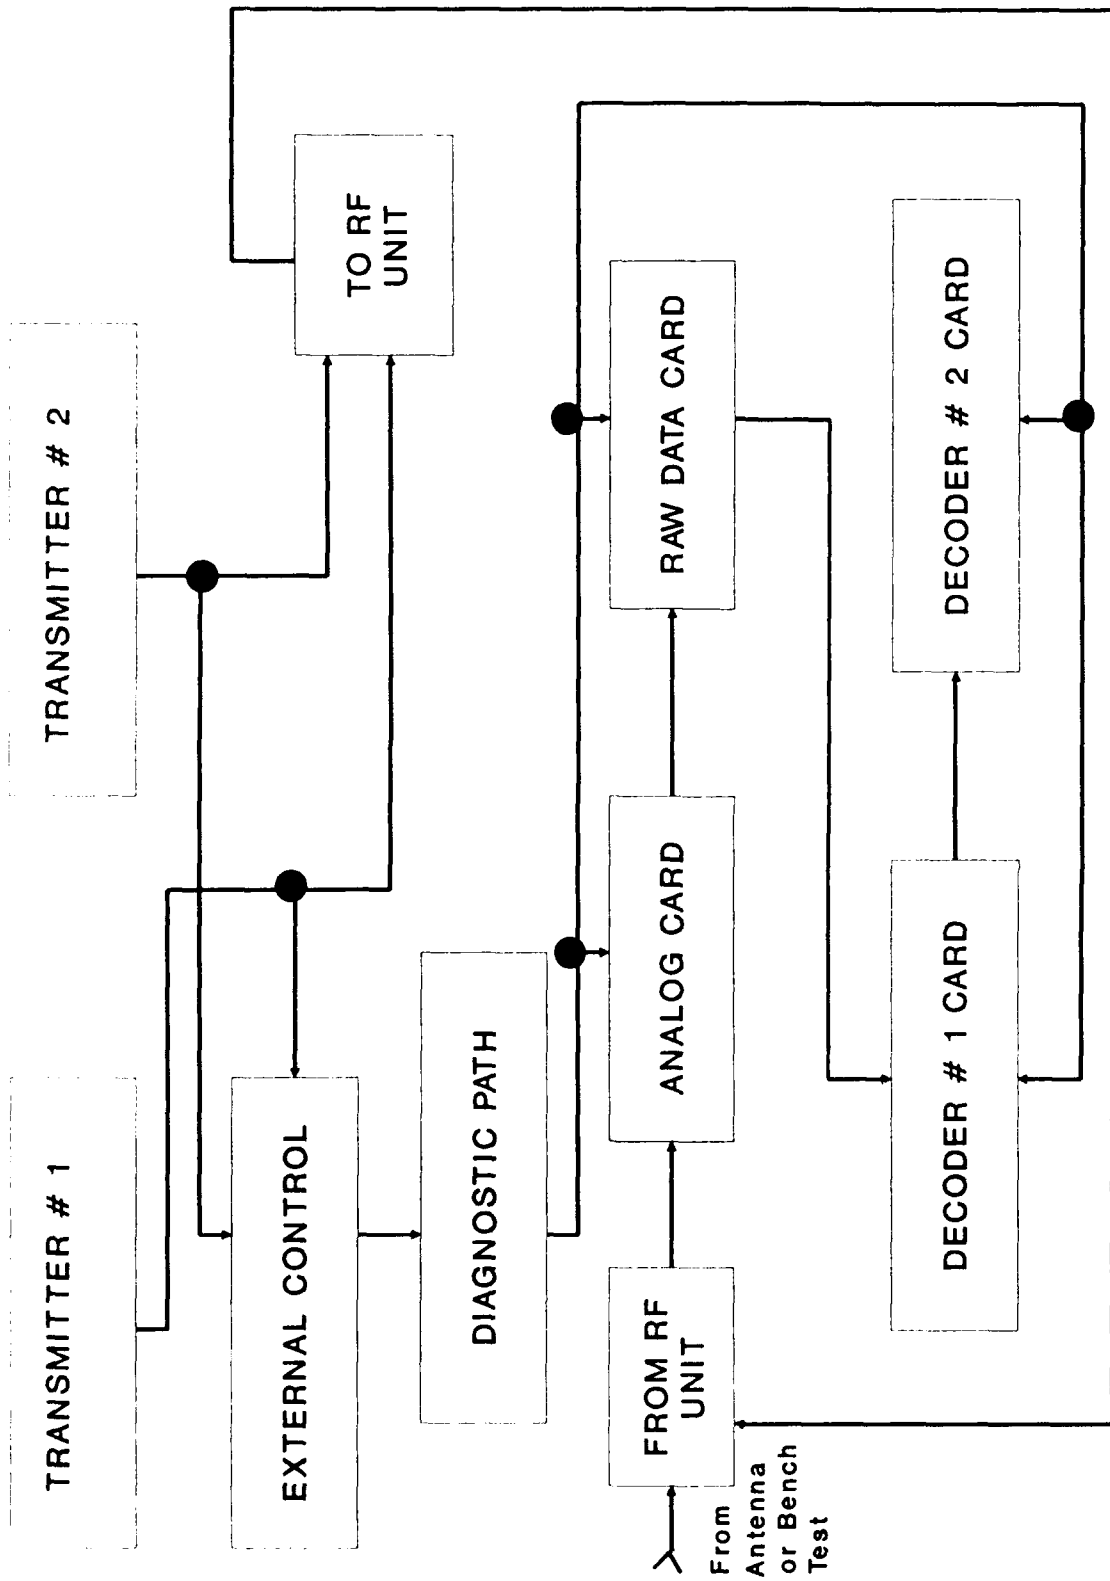 TRANSMITTER # 1
TRANSMITTER # 2
EXTERNAL CONTROL
TO RF
UNIT
DIAGNOSTIC PATH
FROM RF
UNIT
ANALOG CARD
RAW DATA CARD
From
Antenna
or Bench
Test
DECODER # 1 CARD
DECODER # 2 CARD